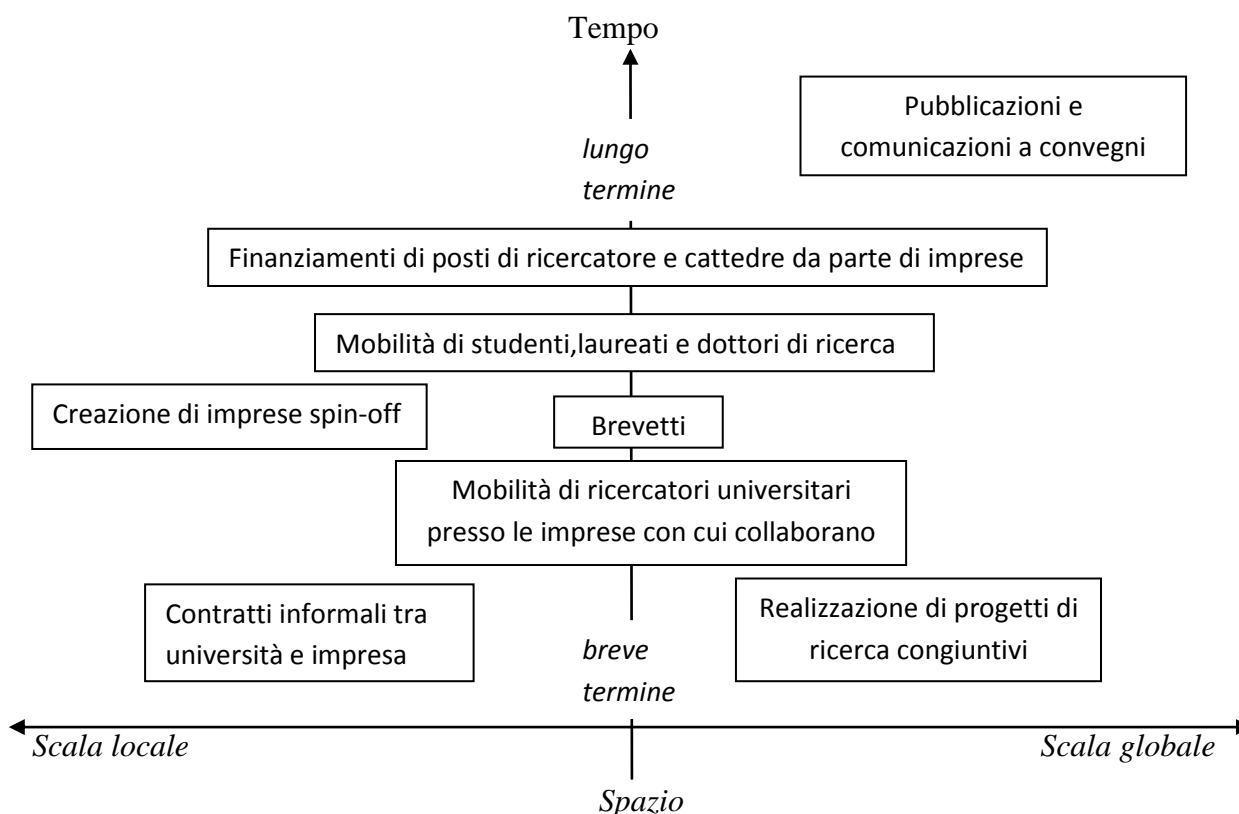 Tempo
Pubblicazioni e
comunicazioni a convegni
lungo
termine
Finanziamenti di posti di ricercatore e cattedre da parte di imprese
Mobilità di studenti,laureati e dottori di ricerca
Creazione di imprese spin-off
Brevetti
Mobilità di ricercatori universitari
presso le imprese con cui collaborano
Contratti informali tra
università e impresa
Realizzazione di progetti di
ricerca congiuntivi
breve
termine
Scala locale
Scala globale
Spazio